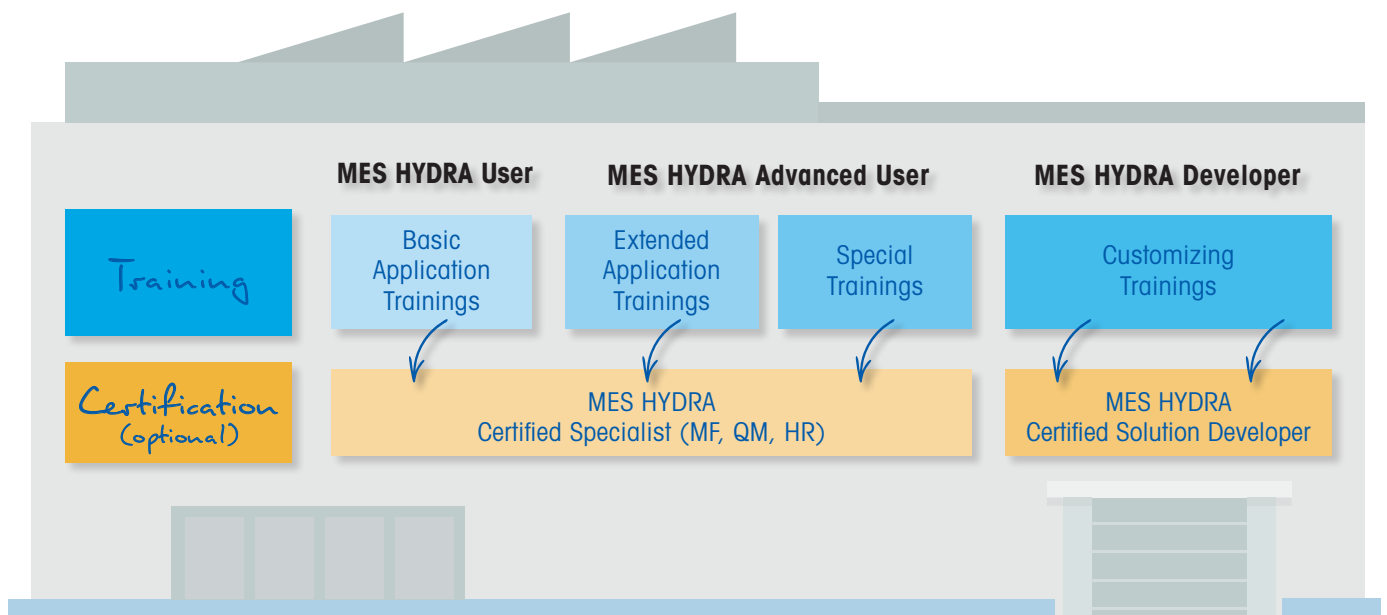 MES HYDRA User
MES HYDRA Advanced User
MES HYDRA Developer
Training
Basic
Application
Trainings
Extended
Application
Trainings
Special
Trainings
Customizing
Trainings
Certification
(optional)
MES HYDRA
Certified Specialist (MF, QM, HR)
MES HYDRA
Certified Solution Developer